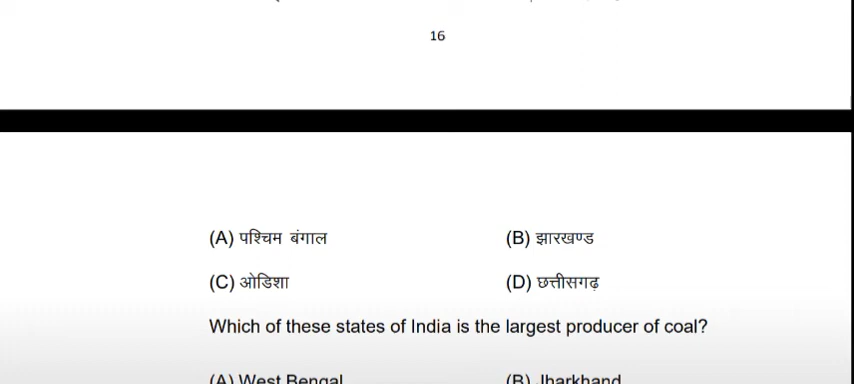 16
(A) पश्चिम बंगाल (B) झारखण्ड
(C) ओडिशा (D) छत्तीसगढ़
Which of these states of India is the largest producer of coal?
(A) West Bengal (B) Jharkhand